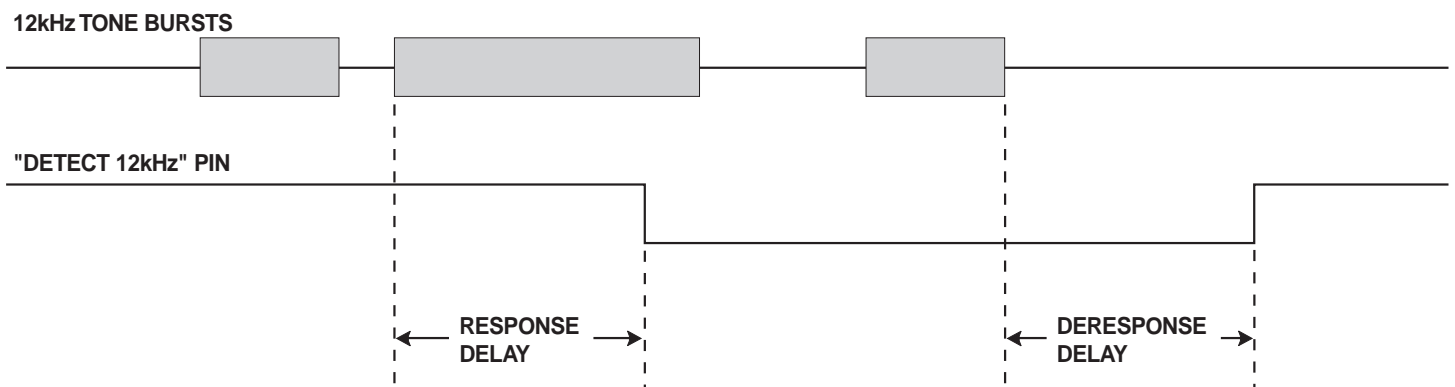 12kHz TONE BURSTS
"DETECT 12kHz" PIN
RESPONSE
DELAY
DERESPONSE
DELAY